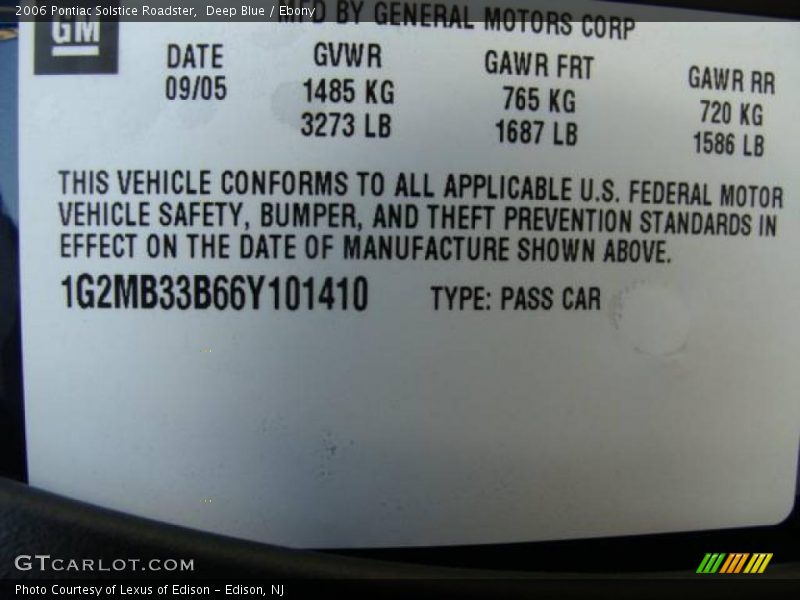 2006 Pontiac Solstice Roadster,  Deep Blue / Ebony
GM
MFD BY GENERAL MOTORS CORP
DATE GVWR GAWR FRT GAWR RR
09/05 1485 KG 765 KG 720 KG
3273 LB 1687 LB 1586 LB
THIS VEHICLE CONFORMS TO ALL APPLICABLE U.S. FEDERAL MOTOR
VEHICLE SAFETY, BUMPER, AND THEFT PREVENTION STANDARDS IN
EFFECT ON THE DATE OF MANUFACTURE SHOWN ABOVE.
1G2MB33B66Y101410 TYPE: PASS CAR
GTCARLOT.COM
Photo Courtesy of Lexus of Edison – Edison, NJ